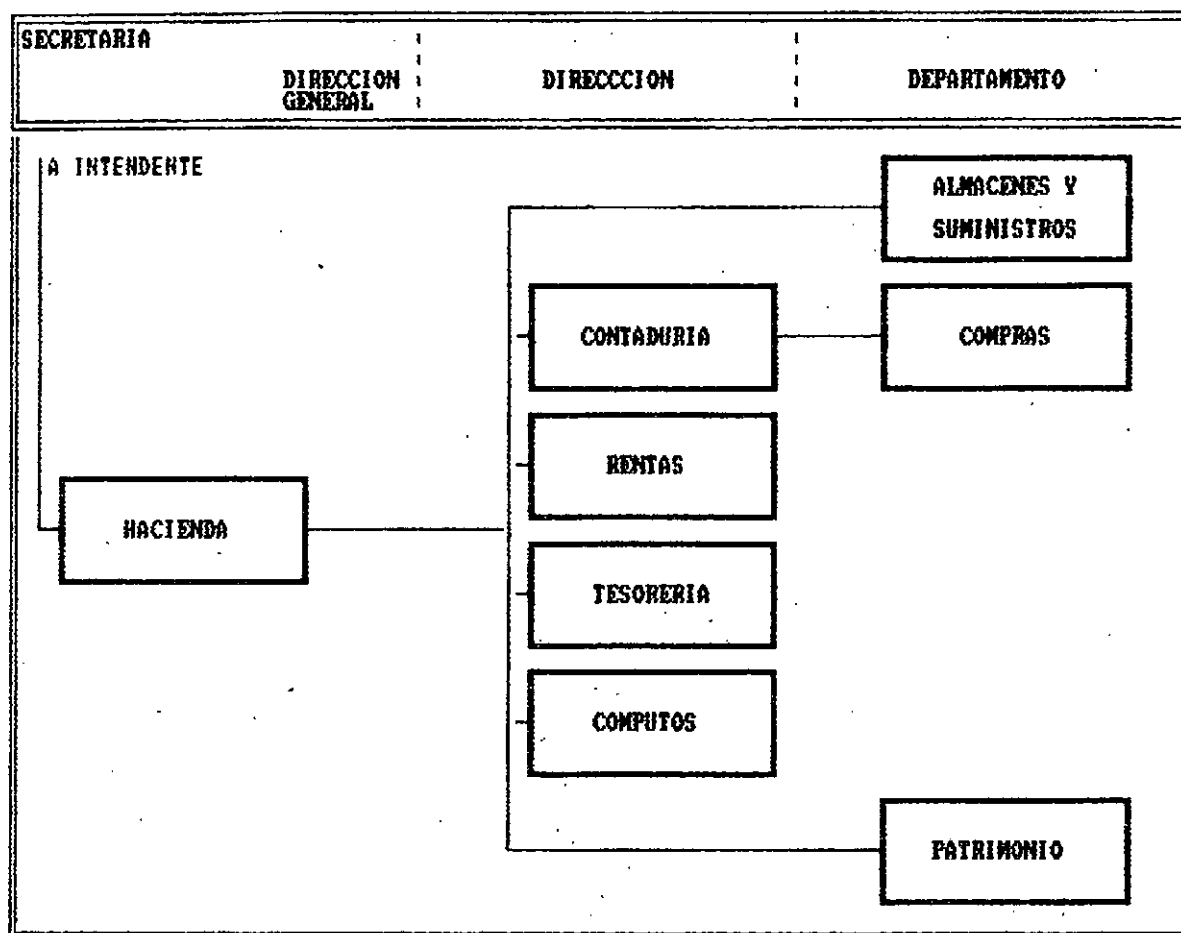 SECRETARIA
DIRECCION DIRECCCION DEPARTAMENTO
GENERAL
A INTENDENTE
ALMACENES Y
SUMINISTROS
CONTADURIA COMPRAS
RENTAS
HACIENDA
TESORERIA
COMPUTOS
PATRIMONIO